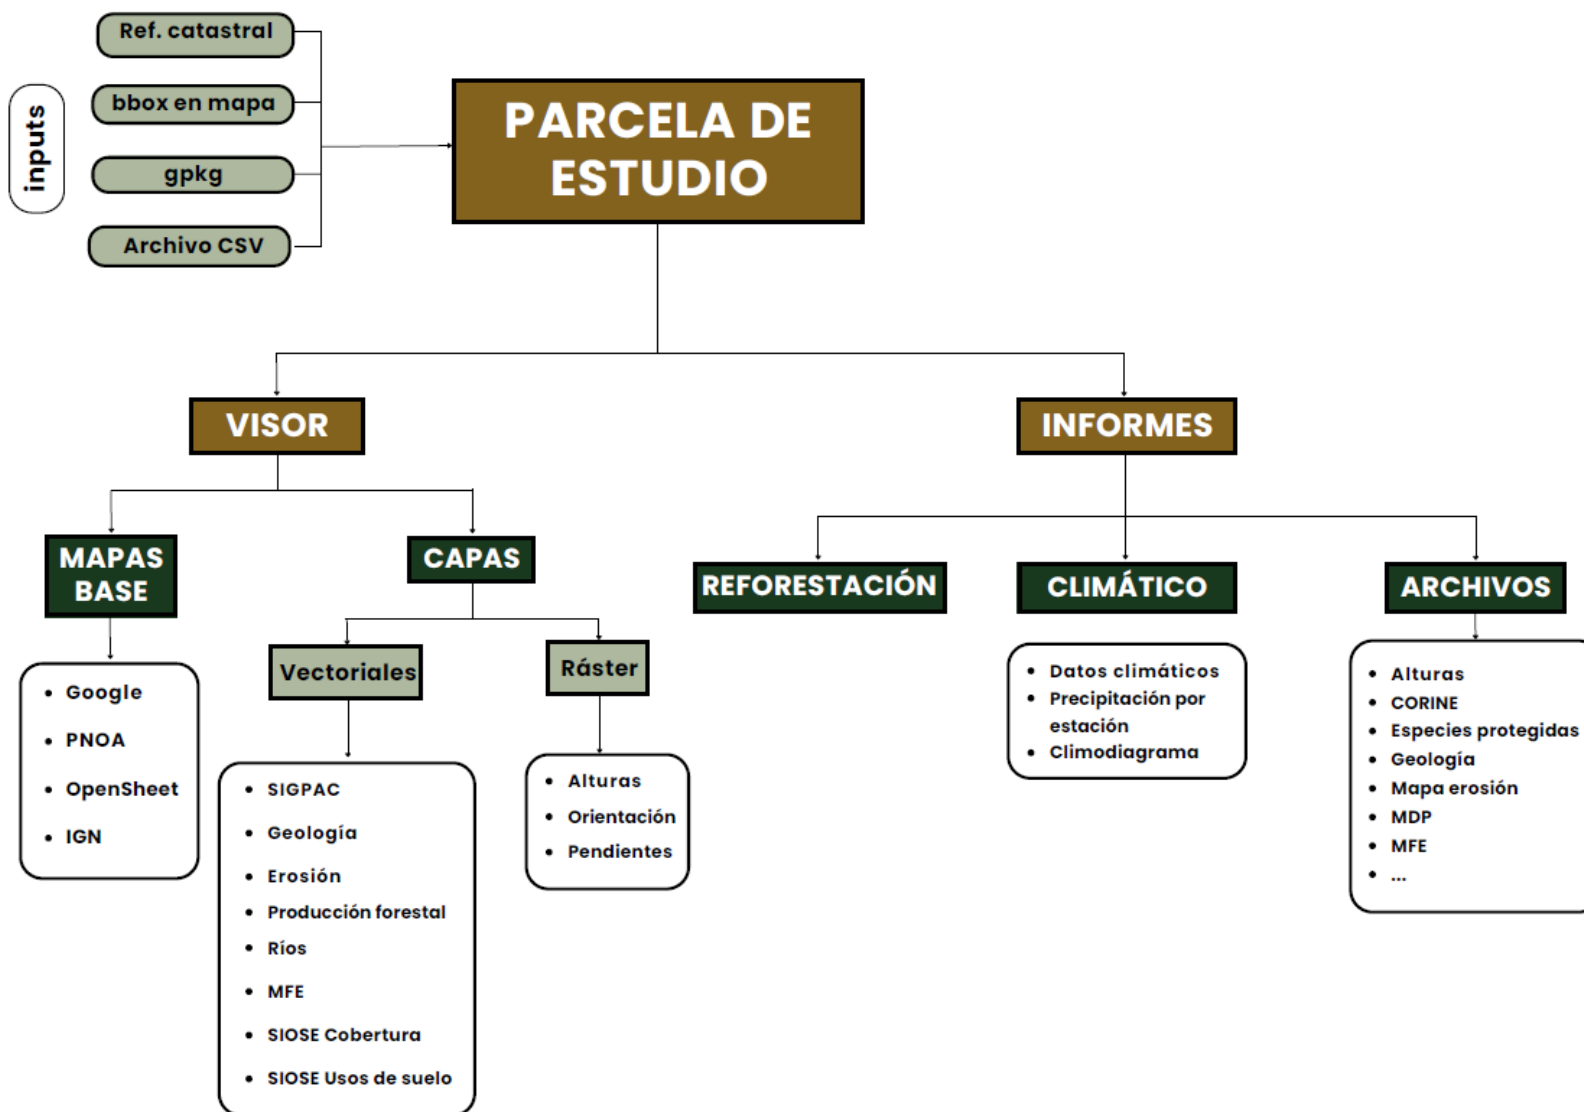 Ref. catastral
bbox en mapa
gpkg
Archivo CSV
inputs
PARCELA DE
ESTUDIO
VISOR
INFORMES
MAPAS
BASE
CAPAS
REFORESTACIÓN
CLIMÁTICO
ARCHIVOS
Vectoriales
Ráster
• Google
• PNOA
• OpenSheet
• IGN
• SIGPAC
• Geología
• Erosión
• Producción forestal
• Ríos
• MFE
• SIOSE Cobertura
• SIOSE Usos de suelo
• Alturas
• Orientación
• Pendientes
• Datos climáticos
• Precipitación por
estación
• Climodiagrama
• Alturas
• CORINE
• Especies protegidas
• Geología
• Mapa erosión
• MDP
• MFE
• ...